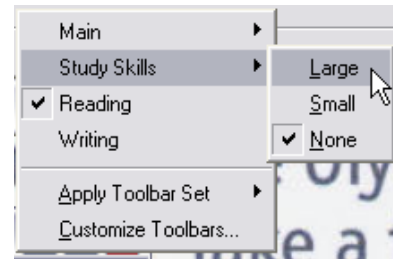 Main
Study Skills
Reading
Writing
Apply Toolbar Set
Customize Toolbars...
Large
Small
None